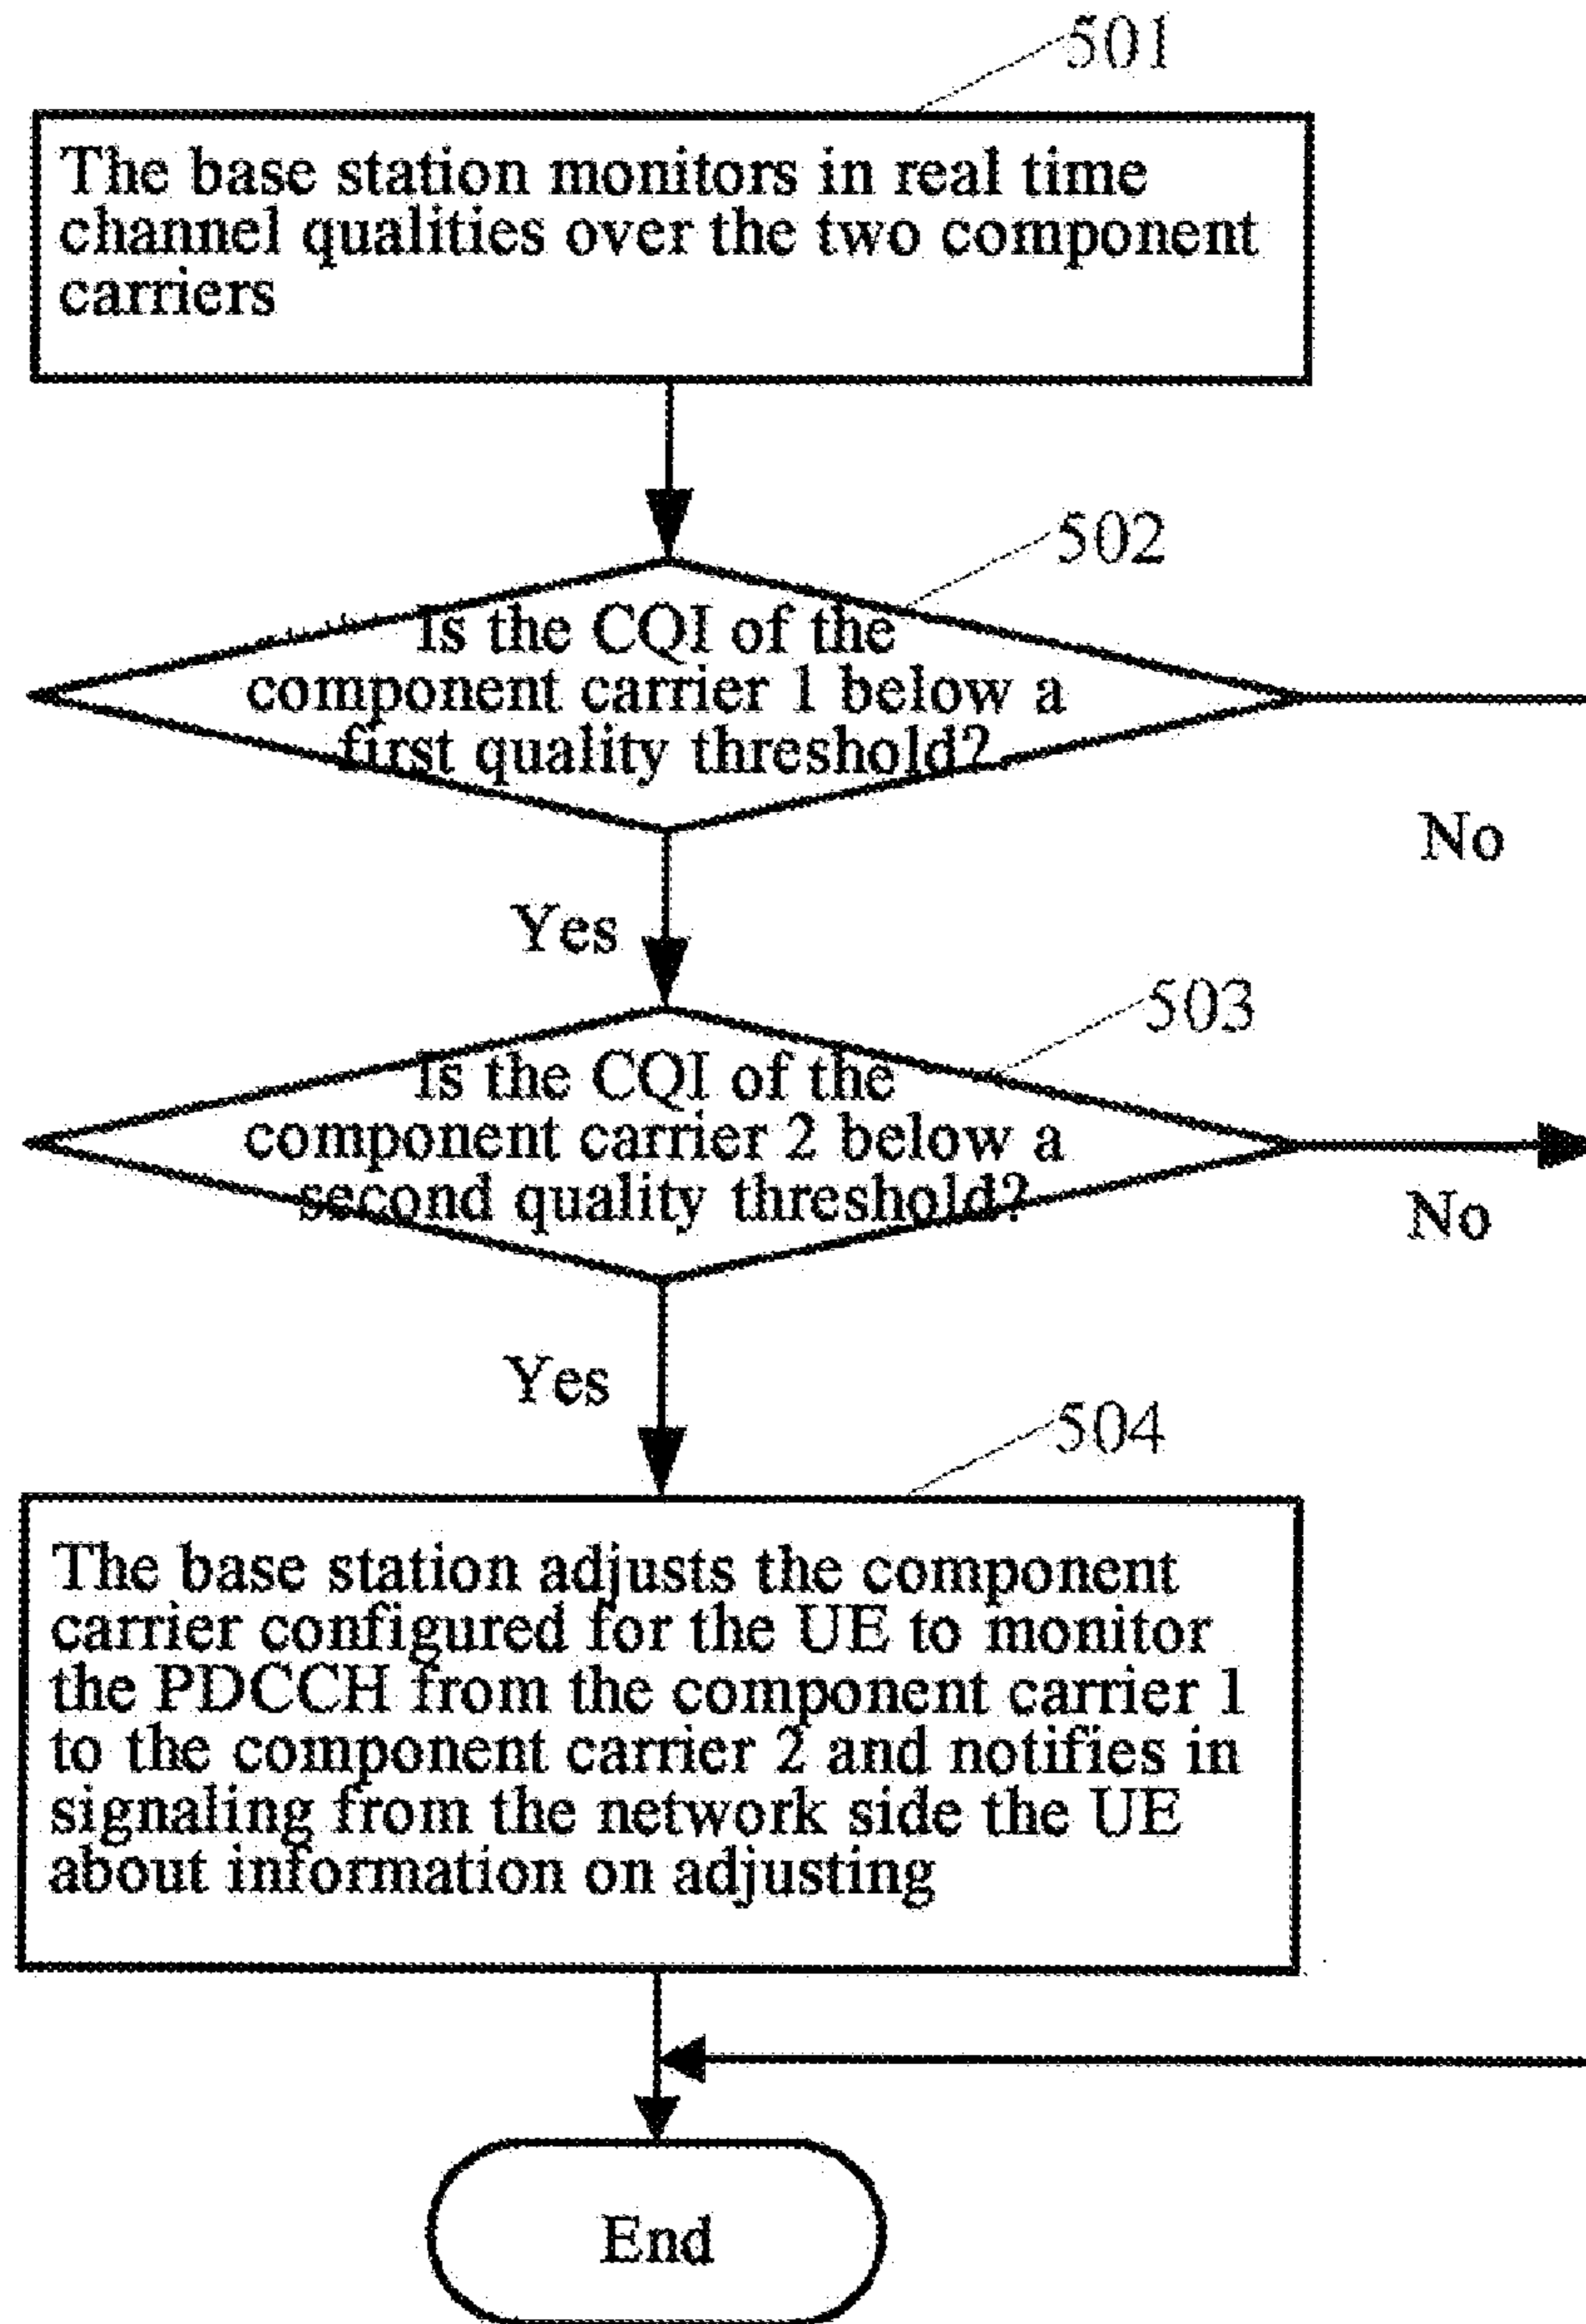 501
The base station monitors in real time
channel qualities over the two component
carriers
502
Is the CQI of the
component carrier 1 below a
first quality threshold?
No
Yes
503
Is the CQI of the
component carrier 2 below a
second quality threshold?
No
Yes
504
The base station adjusts the component
carrier configured for the UE to monitor
the PDCCH from the component carrier 1
to the component carrier 2 and notifies in
signaling from the network side the UE
about information on adjusting
End